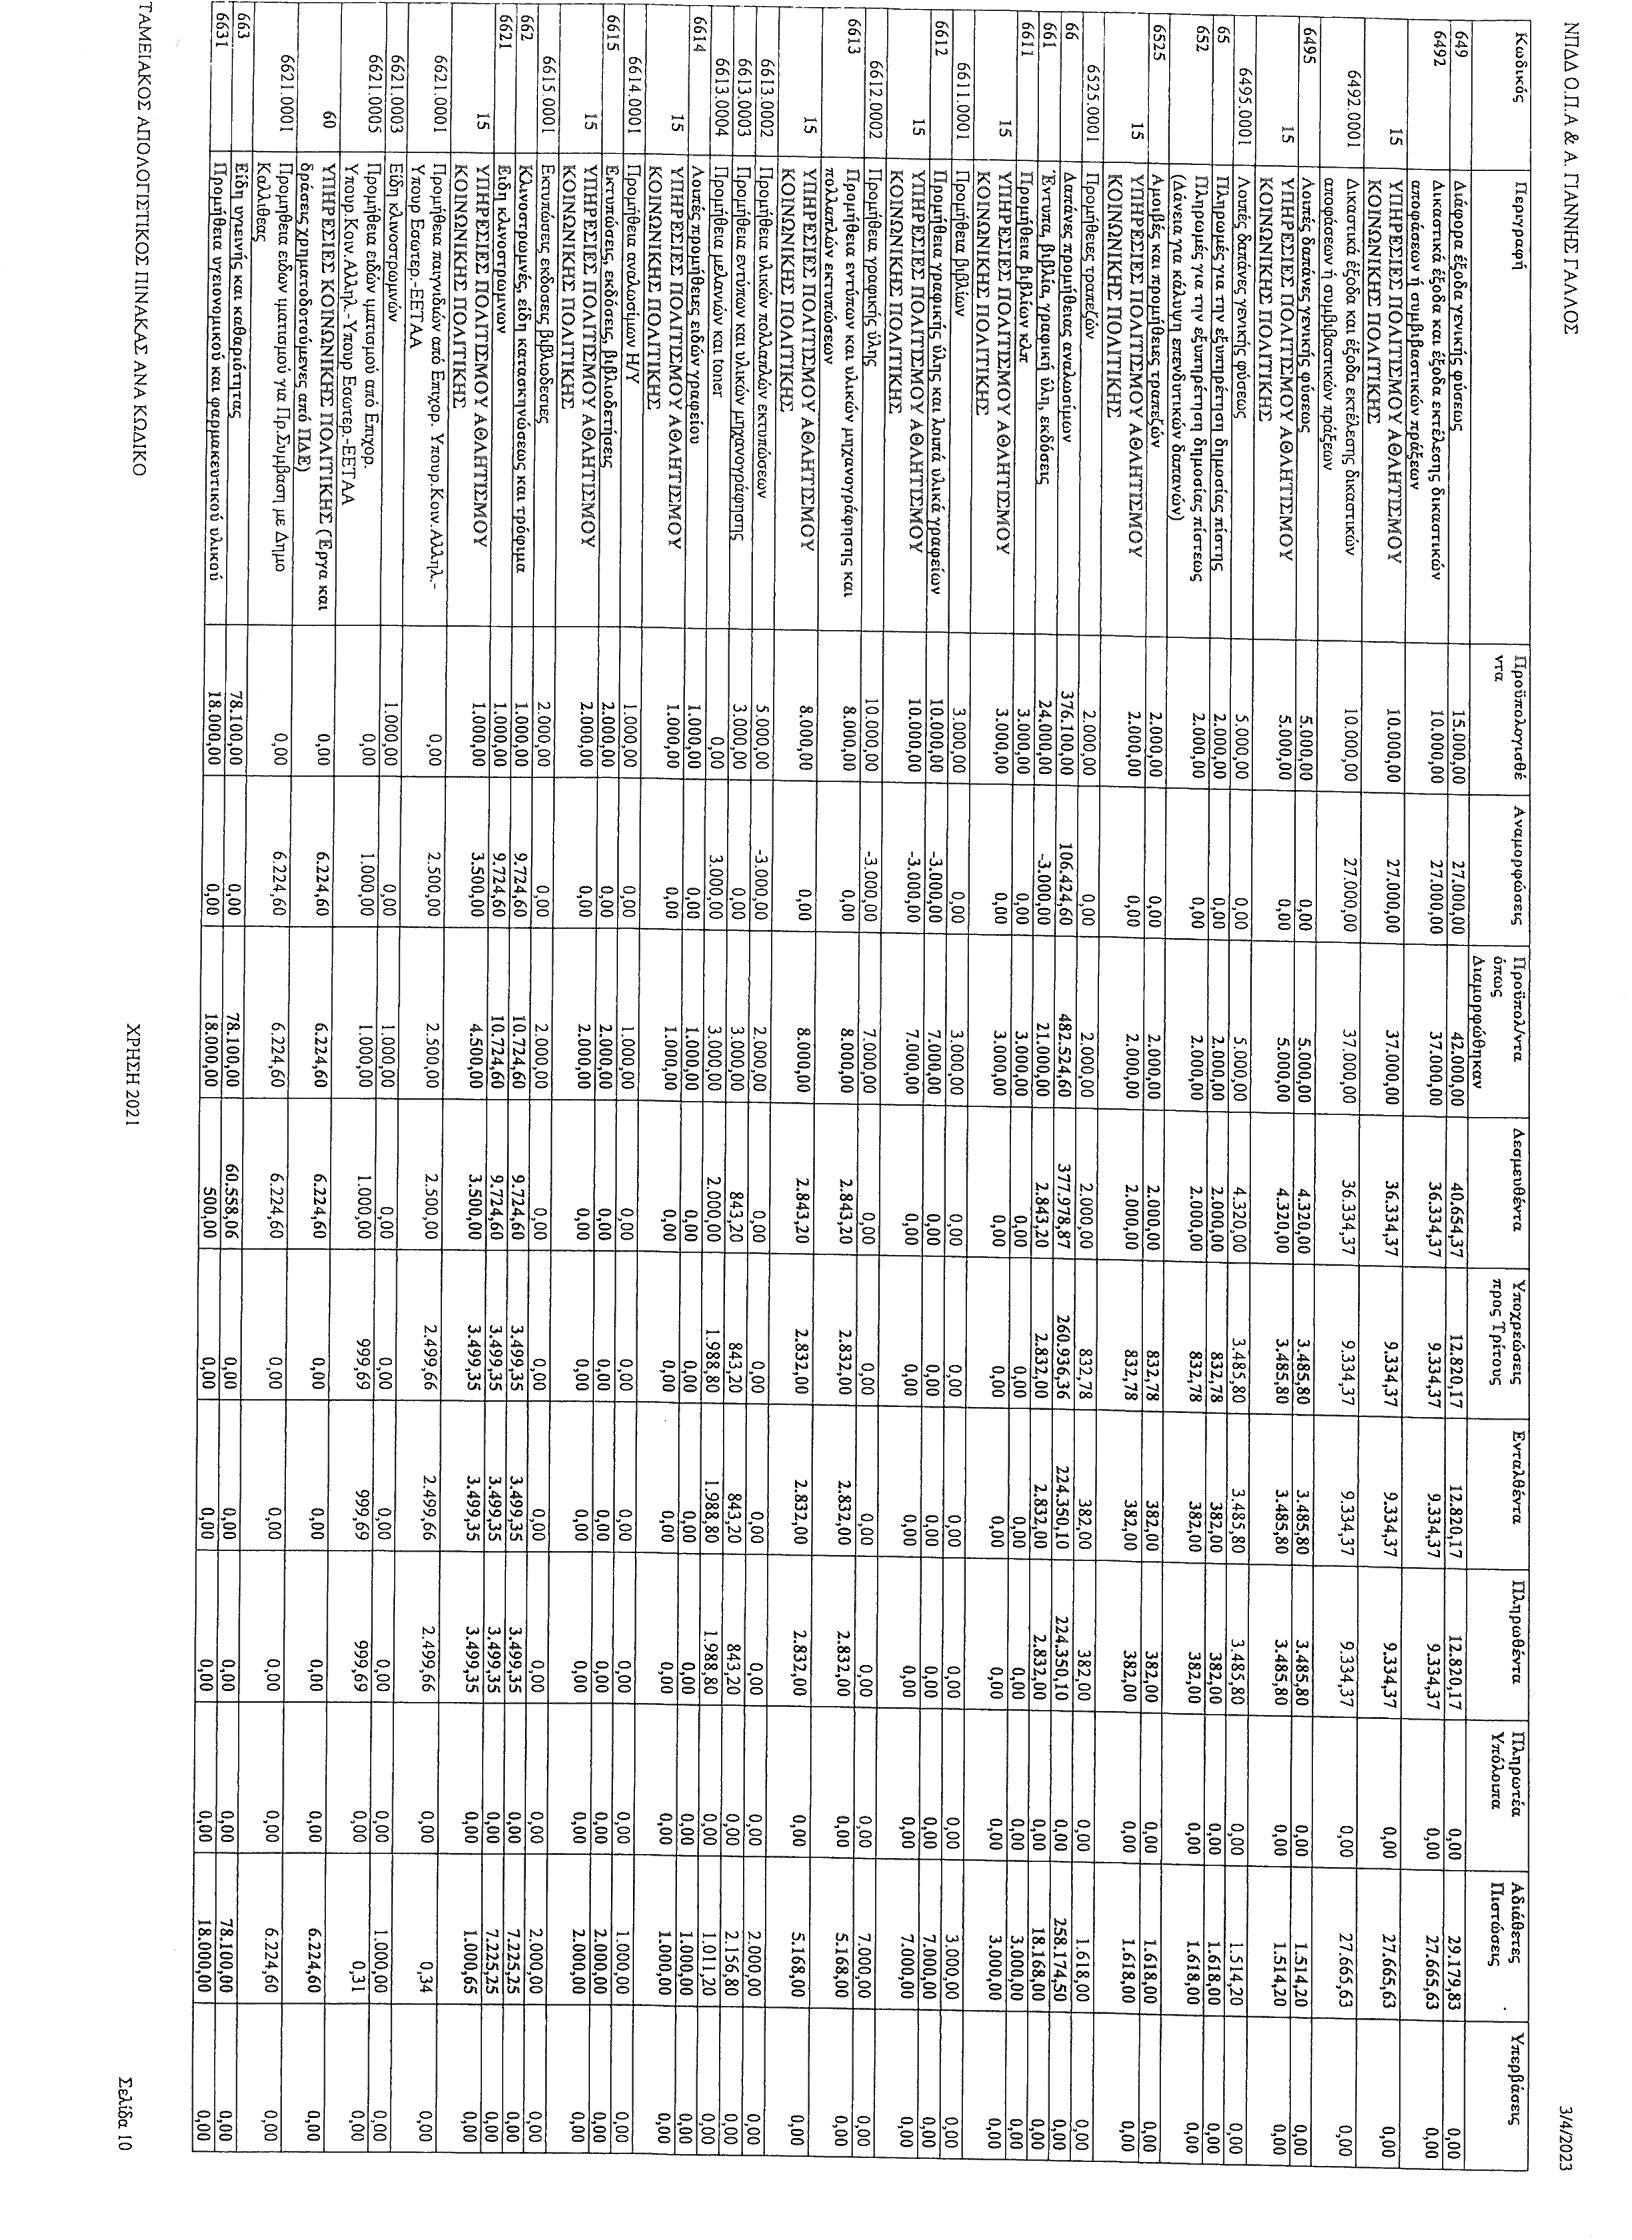 ΝΠΔΔ Ο.Π.Α & Α. ΓΙΑΝΝΗΣ ΓΑΛΛΟΣ 3/4/2023
Κωδικός Περιγραφή Προϋπολογισθέ Αναμορφώσεις Προϋπολ/ντα Δεσμευθέντα Υποχρεώσεις Ενταλθέντα Πληρωθέντα Πληρωτέα Αδιάθετες Υπερβάσεις
ντα όπως προς Τρίτους Υπόλοιπα Πιστώσεις
Διαμορφώθηκαν
649 Διάφορα έξοδα γενικής φύσεως 15.000,00 27.000,00 42.000,00 40.654,37 12.820,17 12.820,17 12.820,17 0,00 29.179,83 0,00
6492 Δικαστικά έξοδα και έξοδα εκτέλεσης δικαστικών 10.000,00 27.000,00 37.000,00 36.334,37 9.334,37 9.334,37 9.334,37 0,00 27.665,63 0,00
αποφάσεων ή συμβιβαστικών πράξεων
15 ΥΠΗΡΕΣΙΕΣ ΠΟΛΙΤΙΣΜΟΥ ΑΘΛΗΤΙΣΜΟΥ 10.000,00 27.000,00 37.000,00 36.334,37 9.334,37 9.334,37 9.334,37 0,00 27.665,63 0,00
ΚΟΙΝΩΝΙΚΗΣ ΠΟΛΙΤΙΚΗΣ
6492.0001 Δικαστικά έξοδα και έξοδα εκτέλεσης δικαστικών 10.000,00 27.000,00 37.000,00 36.334,37 9.334,37 9.334,37 9.334,37 0,00 27.665,63 0,00
αποφάσεων ή συμβιβαστικών πράξεων
6495 Λοιπές δαπάνες γενικής φύσεως 5.000,00 0,00 5.000,00 4.320,00 3.485,80 3.485,80 3.485,80 0,00 1.514,20 0,00
15 ΥΠΗΡΕΣΙΕΣ ΠΟΛΙΤΙΣΜΟΥ ΑΘΛΗΤΙΣΜΟΥ 5.000,00 0,00 5.000,00 4.320,00 3.485,80 3.485,80 3.485,80 0,00 1.514,20 0,00
ΚΟΙΝΩΝΙΚΗΣ ΠΟΛΙΤΙΚΗΣ
6495.0001 Λοιπές δαπάνες γενικής φύσεως 5.000,00 0,00 5.000,00 4.320,00 3.485,80 3.485,80 3.485,80 0,00 1.514,20 0,00
65 Πληρωμές για την εξυπηρέτηση δημοσίας πίστης 2.000,00 0,00 2.000,00 2.000,00 832,78 382,00 382,00 0,00 1.618,00 0,00
652 Πληρωμές για την εξυπηρέτηση δημοσίας πίστεως 2.000,00 0,00 2.000,00 2.000,00 832,78 382,00 382,00 0,00 1.618,00 0,00
(Δάνεια για κάλυψη επενδυτικών δαπανών)
6525 Αμοιβές και προμήθειες τραπεζών 2.000,00 0,00 2.000,00 2.000,00 832,78 382,00 382,00 0,00 1.618,00 0,00
15 ΥΠΗΡΕΣΙΕΣ ΠΟΛΙΤΙΣΜΟΥ ΑΘΛΗΤΙΣΜΟΥ 2.000,00 0,00 2.000,00 2.000,00 832,78 382,00 382,00 0,00 1.618,00 0,00
ΚΟΙΝΩΝΙΚΗΣ ΠΟΛΙΤΙΚΗΣ
6525.0001 Προμήθειες τραπεζών 2.000,00 0,00 2.000,00 2.000,00 832,78 382,00 382,00 0,00 1.618,00 0,00
66 Δαπάνες προμήθειας αναλωσίμων 376.100,00 106.424,60 482.524,60 377.978,87 260.936,36 224.350,10 224.350,10 0,00 258.174,50 0,00
661 Έντυπα, βιβλία, γραφική ύλη, εκδόσεις 24.000,00 -3.000,00 21.000,00 2.843,20 2.832,00 2.832,00 2.832,00 0,00 18.168,00 0,00
6611 Προμήθεια βιβλίων κλπ 3.000,00 0,00 3.000,00 0,00 0,00 0,00 0,00 0,00 3.000,00 0,00
15 ΥΠΗΡΕΣΙΕΣ ΠΟΛΙΤΙΣΜΟΥ ΑΘΛΗΤΙΣΜΟΥ 3.000,00 0,00 3.000,00 0,00 0,00 0,00 0,00 0,00 3.000,00 0,00
ΚΟΙΝΩΝΙΚΗΣ ΠΟΛΙΤΙΚΗΣ
6611.0001 Προμήθεια βιβλίων 3.000,00 0,00 3.000,00 0,00 0,00 0,00 0,00 0,00 3.000,00 0,00
6612 Προμήθεια γραφικής ύλης και λοιπά υλικά γραφείων 10.000,00 -3.000,00 7.000,00 0,00 0,00 0,00 0,00 0,00 7.000,00 0,00
15 ΥΠΗΡΕΣΙΕΣ ΠΟΛΙΤΙΣΜΟΥ ΑΘΛΗΤΙΣΜΟΥ 10.000,00 -3.000,00 7.000,00 0,00 0,00 0,00 0,00 0,00 7.000,00 0,00
ΚΟΙΝΩΝΙΚΗΣ ΠΟΛΙΤΙΚΗΣ
6612.0002 Προμήθεια γραφικής ύλης 10.000,00 -3.000,00 7.000,00 0,00 0,00 0,00 0,00 0,00 7.000,00 0,00
6613 Προμήθεια εντύπων και υλικών μηχανογράφησης και 8.000,00 0,00 8.000,00 2.843,20 2.832,00 2.832,00 2.832,00 0,00 5.168,00 0,00
πολαπλών εκτυπώσεων
15 ΥΠΗΡΕΣΙΕΣ ΠΟΛΙΤΙΣΜΟΥ ΑΘΛΗΤΙΣΜΟΥ 8.000,00 0,00 8.000,00 2.843,20 2.832,00 2.832,00 2.832,00 0,00 5.168,00 0,00
ΚΟΙΝΩΝΙΚΗΣ ΠΟΛΙΤΙΚΗΣ
6613.0002 Προμήθεια υλικών πολλαπλών εκτυπώσεων 5.000,00 -3.000,00 2.000,00 0,00 0,00 0,00 0,00 0,00 2.000,00 0,00
6613.0003 Προμήθεια εντύπων και υλικών μηχανογράφησης 3.000,00 0,00 3.000,00 843,20 843,20 843,20 843,20 0,00 2.156,80 0,00
6613.0004 Προμήθεια μελανιών και toner 0,00 3.000,00 3.000,00 2.000,00 1.988,80 1.988,80 1.988,80 0,00 1.011,20 0,00
6614 Λοιπές προμήθειες ειδών γραφείου 1.000,00 0,00 1.000,00 0,00 0,00 0,00 0,00 0,00 1.000,00 0,00
15 ΥΠΗΡΕΣΙΕΣ ΠΟΛΙΤΙΣΜΟΥ ΑΘΛΗΤΙΣΜΟΥ 1.000,00 0,00 1.000,00 0,00 0,00 0,00 0,00 0,00 1.000,00 0,00
ΚΟΙΝΩΝΙΚΗΣ ΠΟΛΙΤΙΚΗΣ
6614.0001 Προμήθεια αναλωσίμων Η/Υ 1.000,00 0,00 1.000,00 0,00 0,00 0,00 0,00 0,00 1.000,00 0,00
6615 Εκτυπώσεις, εκδόσεις, βιβλιοδετήσεις 2.000,00 0,00 2.000,00 0,00 0,00 0,00 0,00 0,00 2.000,00 0,00
15 ΥΠΗΡΕΣΙΕΣ ΠΟΛΙΤΙΣΜΟΥ ΑΘΛΗΤΙΣΜΟΥ 2.000,00 0,00 2.000,00 0,00 0,00 0,00 0,00 0,00 2.000,00 0,00
ΚΟΙΝΩΝΙΚΗΣ ΠΟΛΙΤΙΚΗΣ
6615.0001 Εκτυπώσεις εκδοσεις βιβλιοδεσιες 2.000,00 0,00 2.000,00 0,00 0,00 0,00 0,00 0,00 2.000,00 0,00
662 Κλινοστρωμνές, είδη κατασκηνώσεως και τρόφιμα 1.000,00 9.724,60 10.724,60 9.724,60 3.499,35 3.499,35 3.499,35 0,00 7.225,25 0,00
6621 Ειδη κλινοστρωμνων 1.000,00 9.724,60 10.724,60 9.724,60 3.499,35 3.499,35 3.499,35 0,00 7.225,25 0,00
15 ΥΠΗΡΕΣΙΕΣ ΠΟΛΙΤΙΣΜΟΥ ΑΘΛΗΤΙΣΜΟΥ 1.000,00 3.500,00 4.500,00 3.500,00 3.499,35 3.499,35 3.499,35 0,00 1.000,65 0,00
ΚΟΙΝΩΝΙΚΗΣ ΠΟΛΙΤΙΚΗΣ
6621.0001 Προμήθεια παιγνιδιών από Επιχορ. Υπουρ.Κοιν.Αλληλ.- 0,00 2.500,00 2.500,00 2.500,00 2.499,66 2.499,66 2.499,66 0,00 0,34 0,00
Υπουρ Εσωτερ.-ΕΕΤΑΑ
6621.0003 Είδη κλινοστρωμνών 1.000,00 0,00 1.000,00 0,00 0,00 0,00 0,00 0,00 1.000,00 0,00
6621.0005 Προμήθεια ειδών ματισμού από Επιχορ. 0,00 1.000,00 1.000,00 1.000,00 999,69 999,69 999,69 0,00 0,31 0,00
Υπουρ.Κοιν.Αλληλ.-Υπουρ Εσωτερ.-ΕΕΤΑΑ
60 ΥΠΗΡΕΣΙΕΣ ΚΟΙΝΩΝΙΚΗΣ ΠΟΛΙΤΙΚΗΣ (Έργα και 0,00 6.224,60 6.224,60 6.224,60 0,00 0,00 0,00 0,00 6.224,60 0,00
δράσεις χρηματοδοτούμενες από ΠΔΕ)
6621.0001 Προμηθεια ειδων ματισμού για Πρ.Συμβαση με Δημο 0,00 6.224,60 6.224,60 6.224,60 0,00 0,00 0,00 0,00 6.224,60 0,00
Καλλιθεας
663 Είδη υγιεινής και καθαριότητας 78.100,00 0,00 78.100,00 60.558,06 0,00 0,00 0,00 0,00 78.100,00 0,00
6631 Προμήθεια υγειονομικού και φαρμακευτικού υλικού 18.000,00 0,00 18.000,00 500,00 0,00 0,00 0,00 0,00 18.000,00 0,00
ΤΑΜΕΙΑΚΟΣ ΑΠΟΛΟΓΙΣΤΙΚΟΣ ΠΙΝΑΚΑΣ ΑΝΑ ΚΩΔΙΚΟ ΧΡΗΣΗ 2021 Σελίδα 10